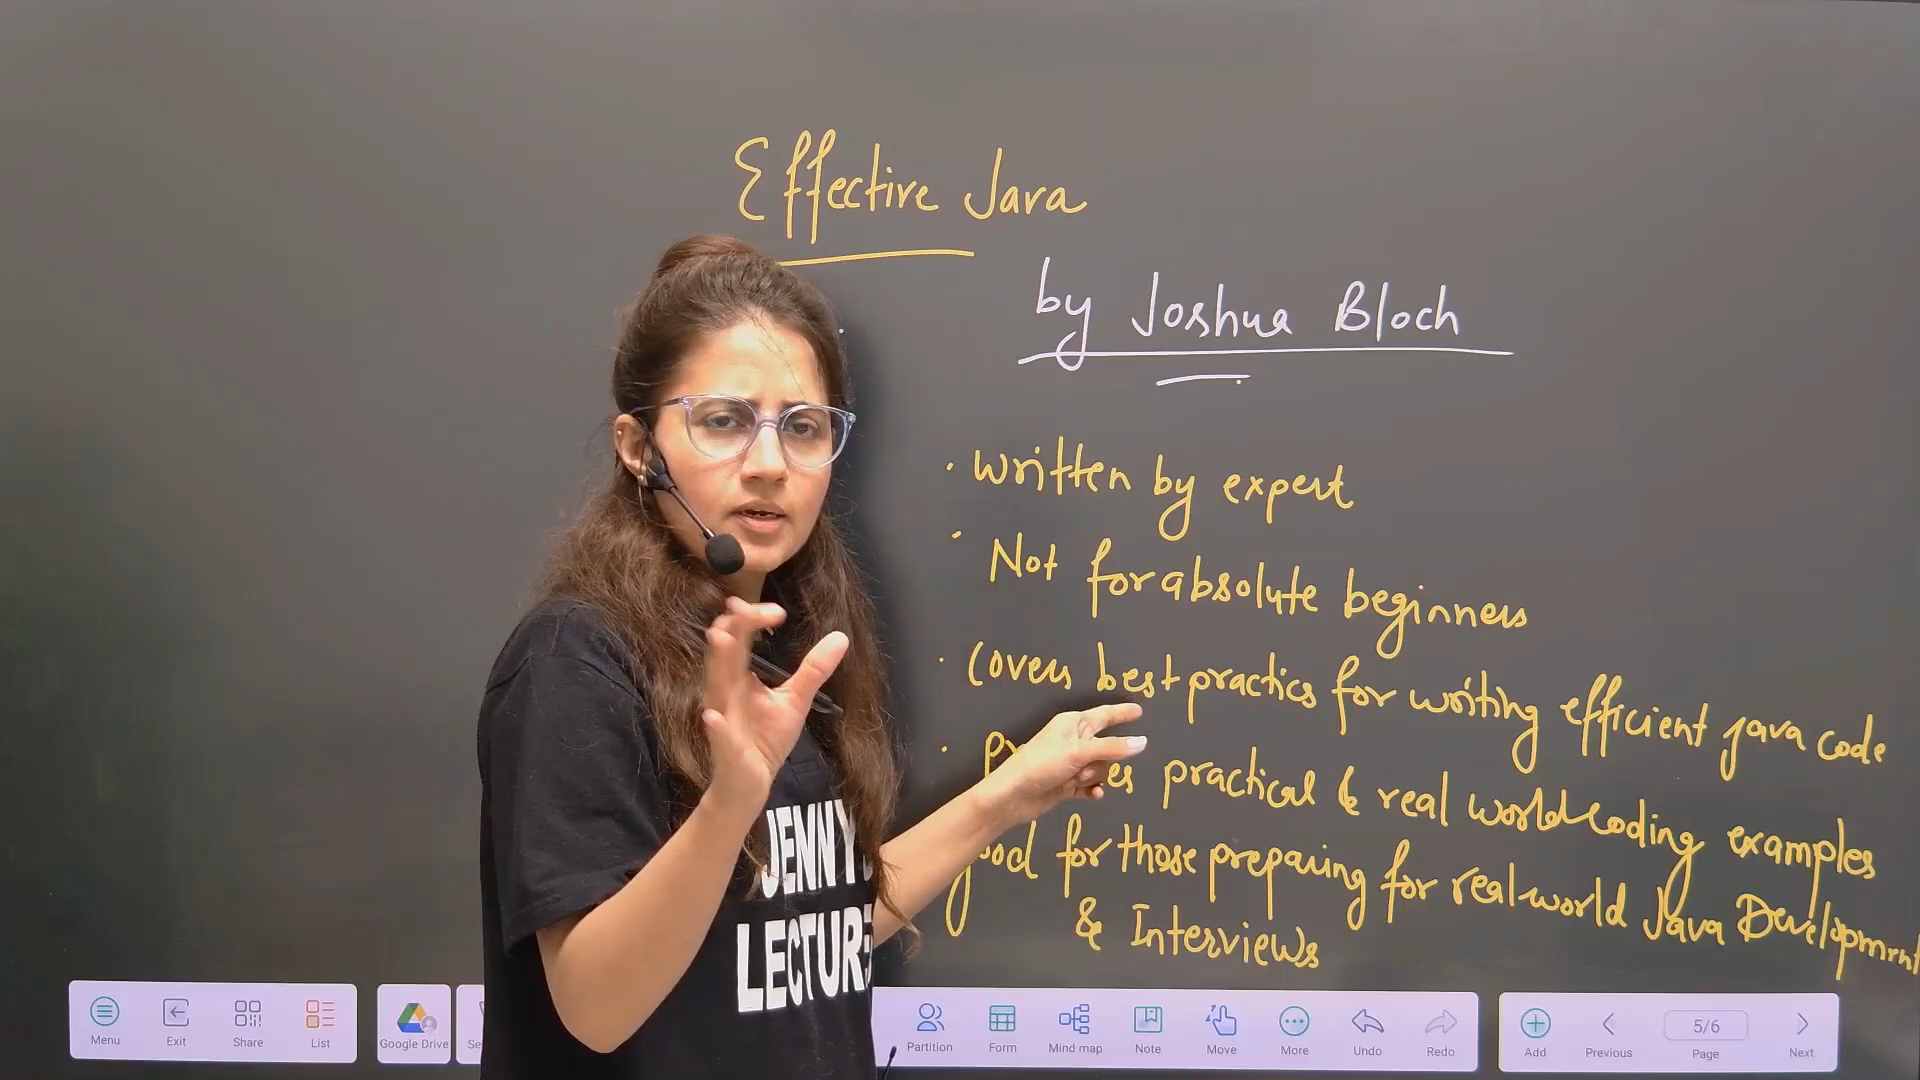 Effective Java
by Joshua Bloch
· written by expert
· Not for absolute beginners
· Covers best practics for writing efficient java code
· practical & real world coding examples
for those preparing for real world Java Development
& Interviews
JENNY'S
LECTURE
Menu
Exit
Share
List
Google Drive
Partition
Form
Mind map
Note
Move
More
Undo
Redo
Add
Previous
5/6
Page
Next